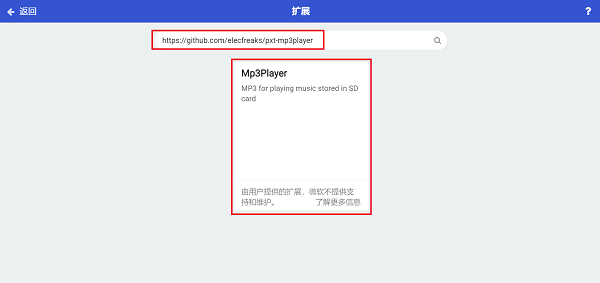 返回
扩展
?
https://github.com/elecfreaks/pxt-mp3player
Mp3Player
MP3 for playing music stored in SD
card
由用户提供的扩展，微软不提供支
持和维护。 了解更多信息